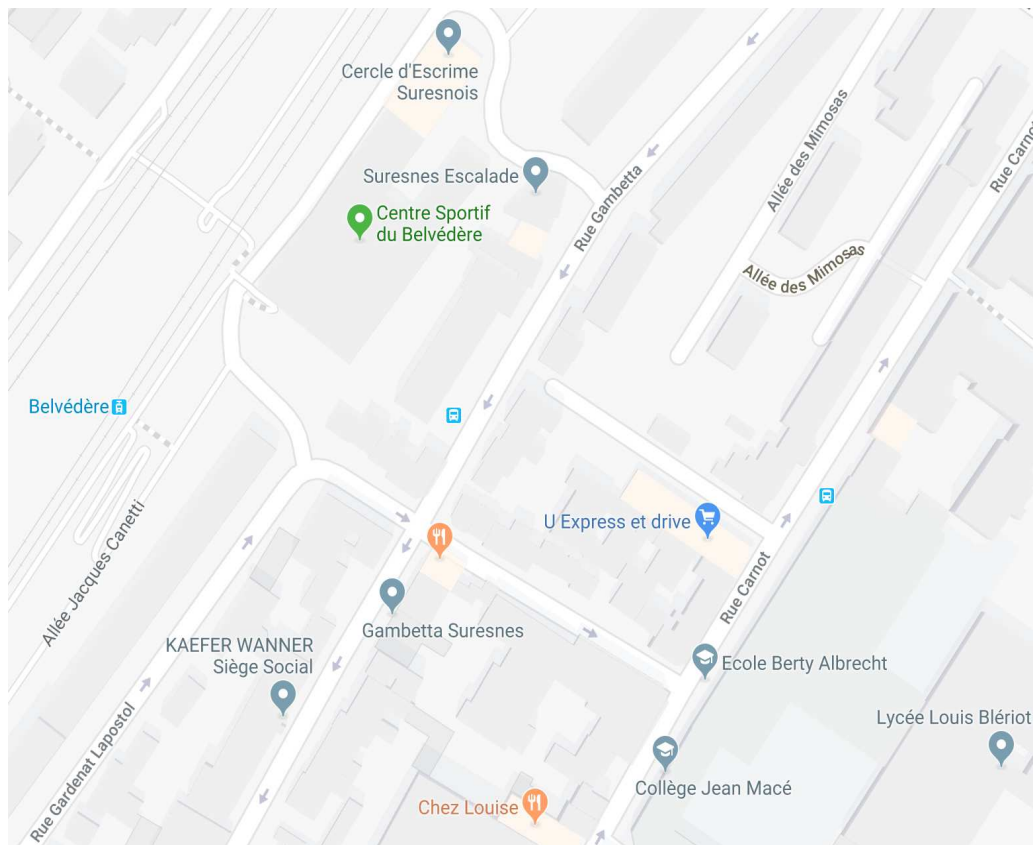 Cercle d'Escrime
Suresnois
Suresnes Escalade
Centre Sportif
du Belvédère
Rue Gambetta
Allée des Mimosas
Allée des Mimosas
Rue Carnot
Belvédère
U Express et drive
Allée Jacques Canetti
Rue Carnot
Gambetta Suresnes
KAEFER WANNER
Siège Social
Ecole Berty Albrecht
Rue Gardenat Lapostol
Lycée Louis Blériot
Collège Jean Macé
Chez Louise